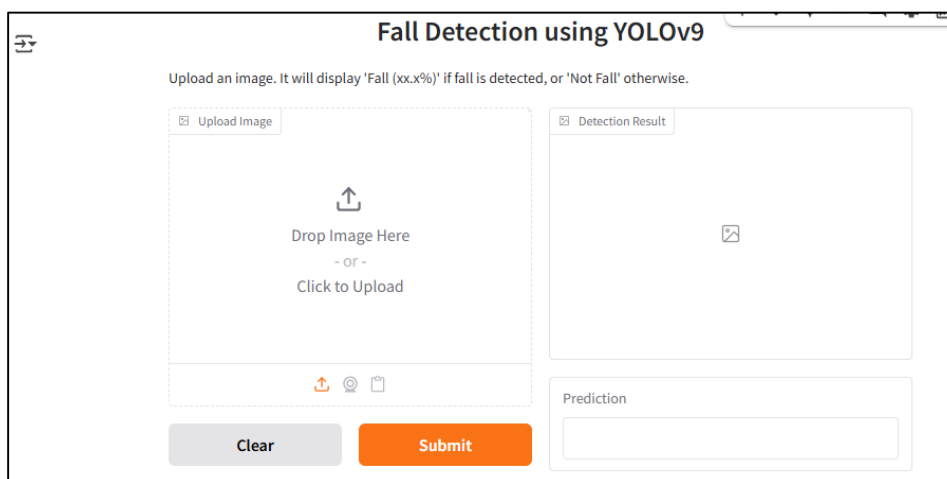 Fall Detection using YOLOv9
Upload an image. It will display 'Fall (xx.x%)' if fall is detected, or 'Not Fall' otherwise.
Upload Image
Detection Result
Drop Image Here
- or -
Click to Upload
Prediction
Clear
Submit